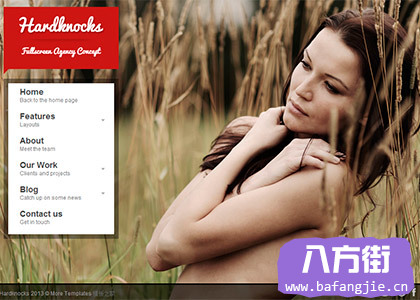 Hardknocks
Fullscreen Agency Concept
Home
Back to the home page
Features
Layouts
About
Meet the team
Our Work
Clients and projects
Blog
Catch up on some news
Contact us
Get in touch
Hardknocks 2013 © More Templates
八方街
www.bafangjie.cn